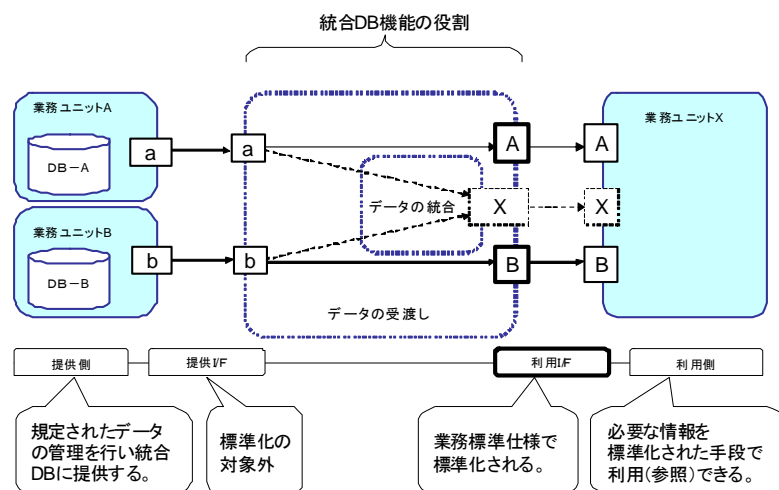 統合DB機能の役割
業務ユニットA
DB－A
a
a
A
A
業務ユニットX
データの統合
X
X
業務ユニットB
DB－B
b
b
B
B
データの受渡し
提供側
提供I/F
利用I/F
利用側
規定されたデータ
の管理を行い統合
DBに提供する。
標準化の
対象外
業務標準仕様で
標準化される。
必要な情報を
標準化された手段で
利用(参照)できる。